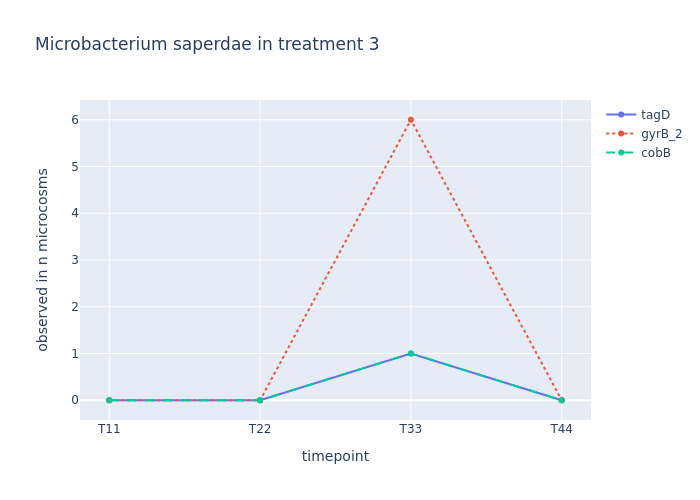 Microbacterium saperdae in treatment 3
tagD
gyrB_2
cobB
observed in n microcosms
6
5
4
3
2
1
0
T11
T22
T33
T44
timepoint